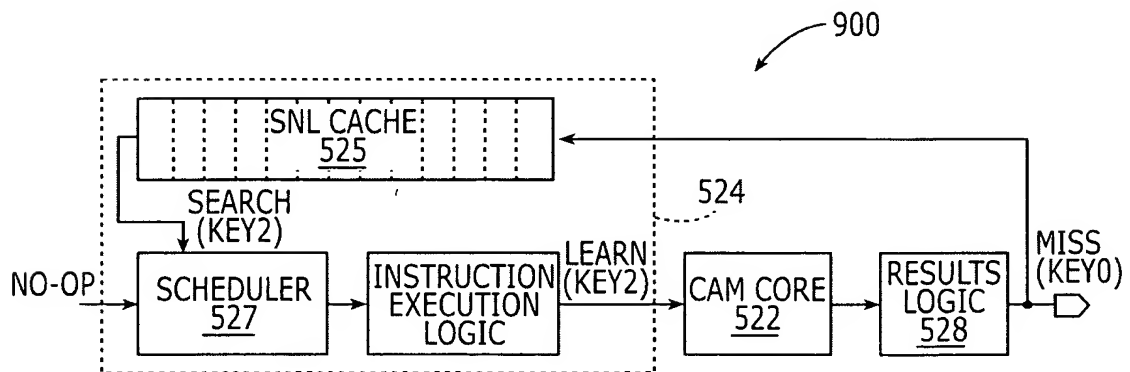 900
SNL CACHE
525
SEARCH
(KEY2)
524
NO-OP
SCHEDULER
527
INSTRUCTION
EXECUTION
LOGIC
LEARN
(KEY2)
CAM CORE
522
RESULTS
LOGIC
528
MISS
(KEY0)